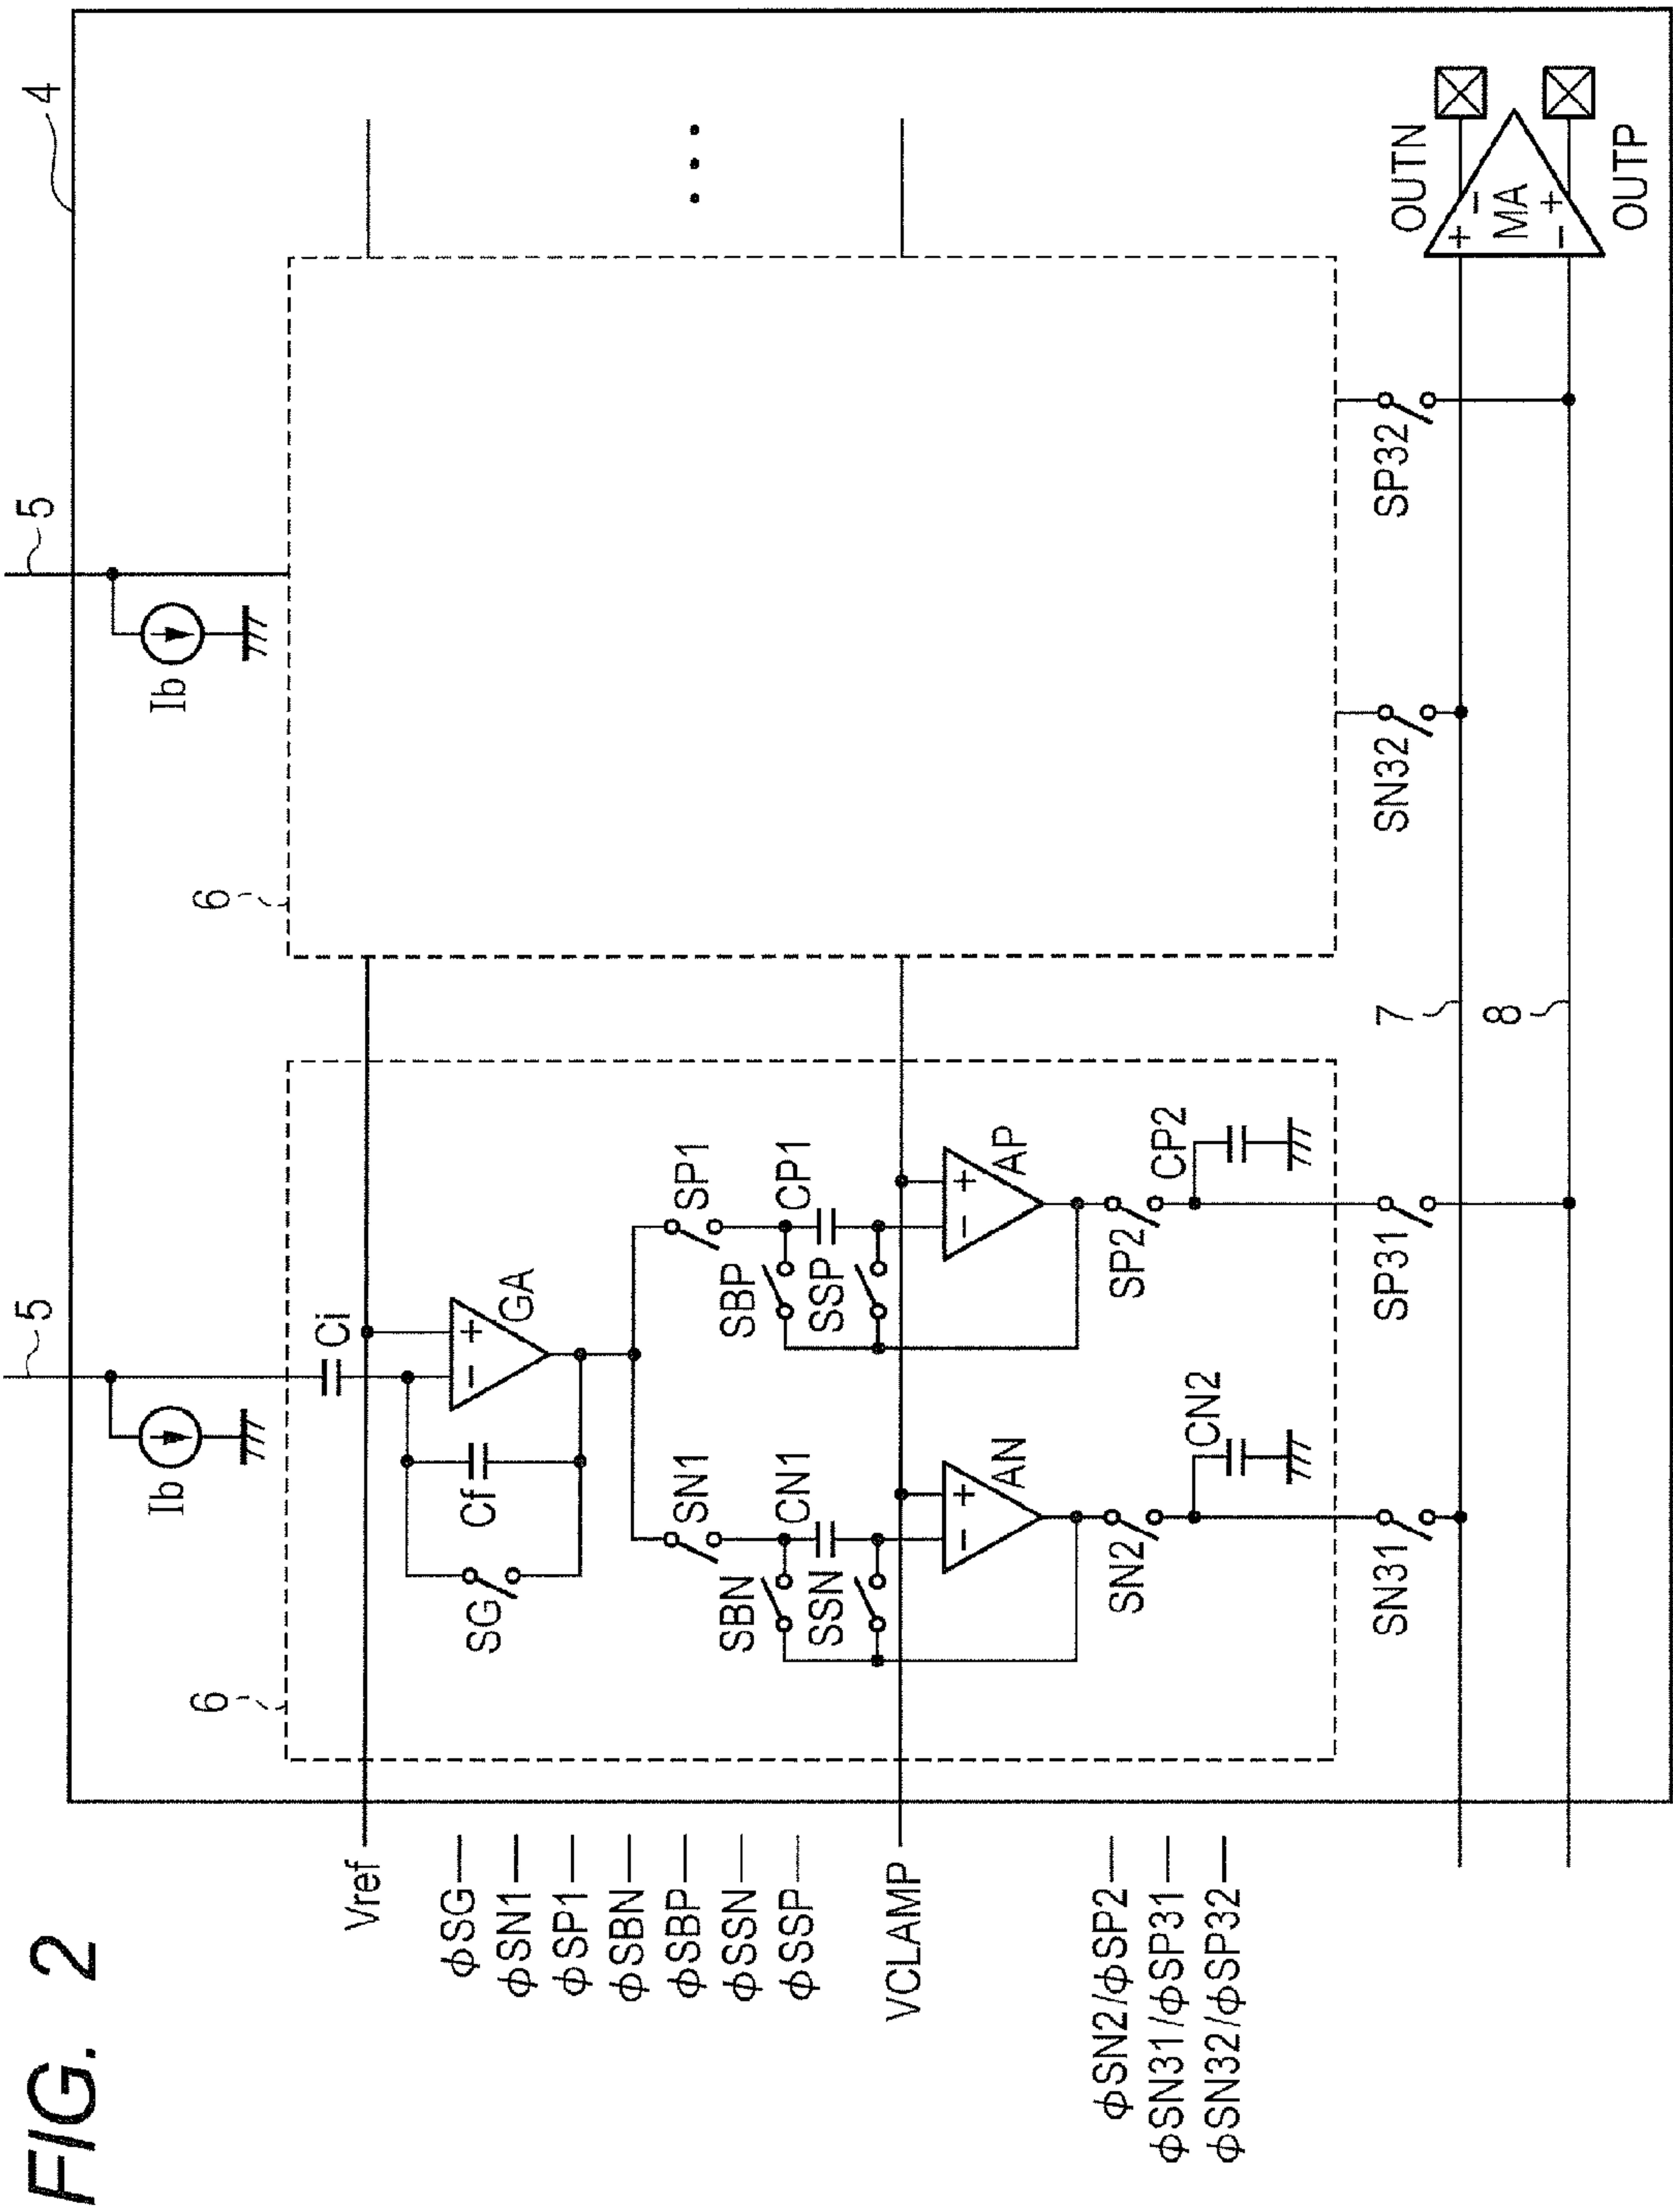 FIG. 2
4
5
5
Ib
Ib
6
6
Vref
Ci
Cf
SG
GA
φSG
φSN1
φSP1
φSBN
φSBP
φSSN
φSSP
SN1
SP1
SBN
CN1
SBP
CP1
SSN
SSP
VCLAMP
− +
AN
− +
AP
− +
φSN2/φSP2
φSN31/φSP31
φSN32/φSP32
SN2
CN2
SP2
CP2
SN31
SP31
SN32
SP32
7
8
OUTN
+ −
MA
− +
OUTP